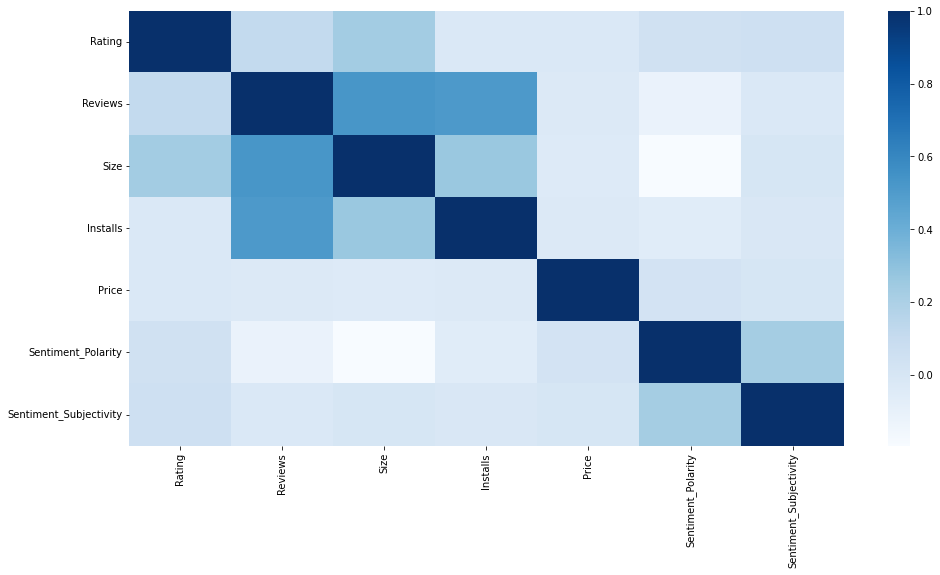 Rating
Reviews
Size
Installs
Price
Sentiment_Polarity
Sentiment_Subjectivity
Rating
Reviews
Size
Installs
Price
Sentiment_Polarity
Sentiment_Subjectivity
1.0
0.8
0.6
0.4
0.2
0.0